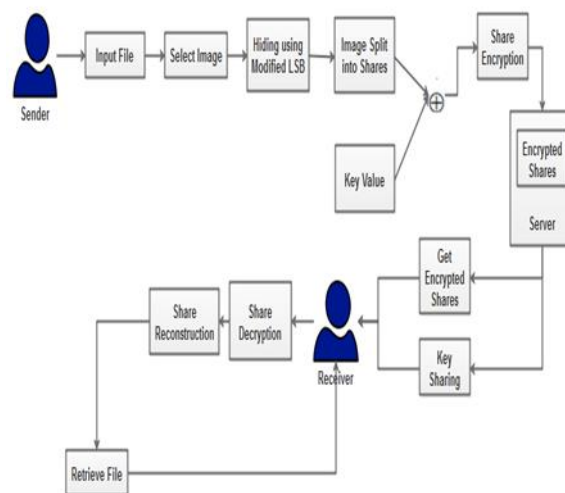 Sender
Input File
Select Image
Hiding using
Modified LSB
Image Split
into Shares
Key Value
Share
Encryption
Encrypted
Shares
Server
Get
Encrypted
Shares
Key
Sharing
Receiver
Share
Decryption
Share
Reconstruction
Retrieve File